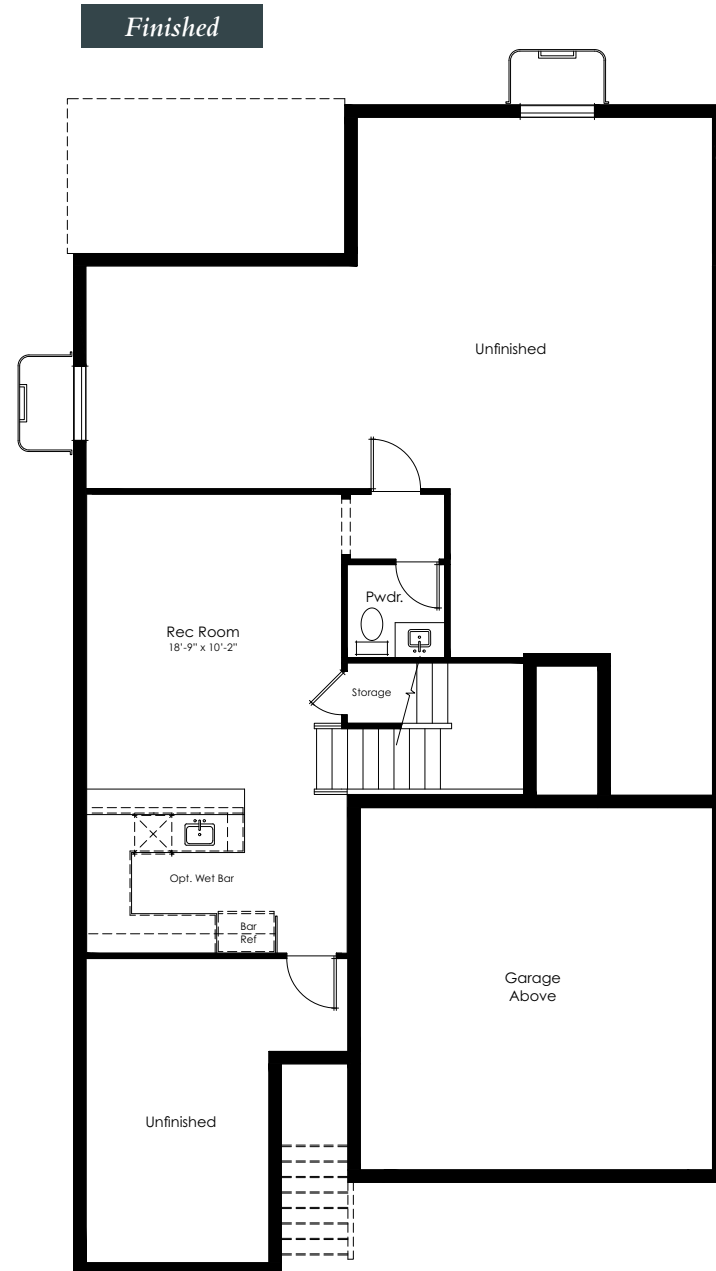 Finished
Unfinished
Pwdr.
Rec Room
18'-9" x 10'-2"
Storage
Opt. Wet Bar
Bar
Ref
Garage
Above
Unfinished